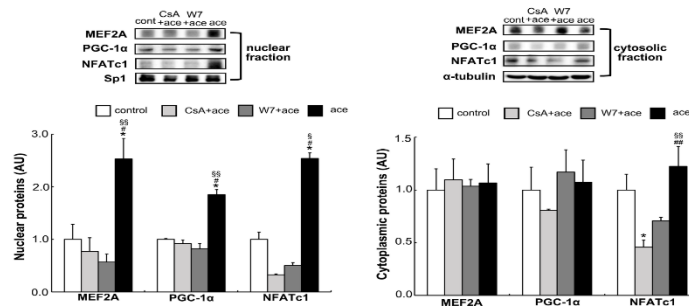 CsA W7
cont +ace +ace ace
MEF2A
PGC-1α
NFATc1
Sp1
nuclear
fraction
control CsA+ace W7+ace ace
Nuclear proteins (AU)
3.0
2.0
1.0
0
§§
#
*
§§
#
*
§
#
*
MEF2A PGC-1α NFATc1
CsA W7
cont +ace +ace ace
MEF2A
PGC-1α
NFATc1
α-tubulin
cytosolic
fraction
control CsA+ace W7+ace ace
Cytoplasmic proteins (AU)
1.5
1.0
0.5
0
*
§§
##
MEF2A PGC-1α NFATc1